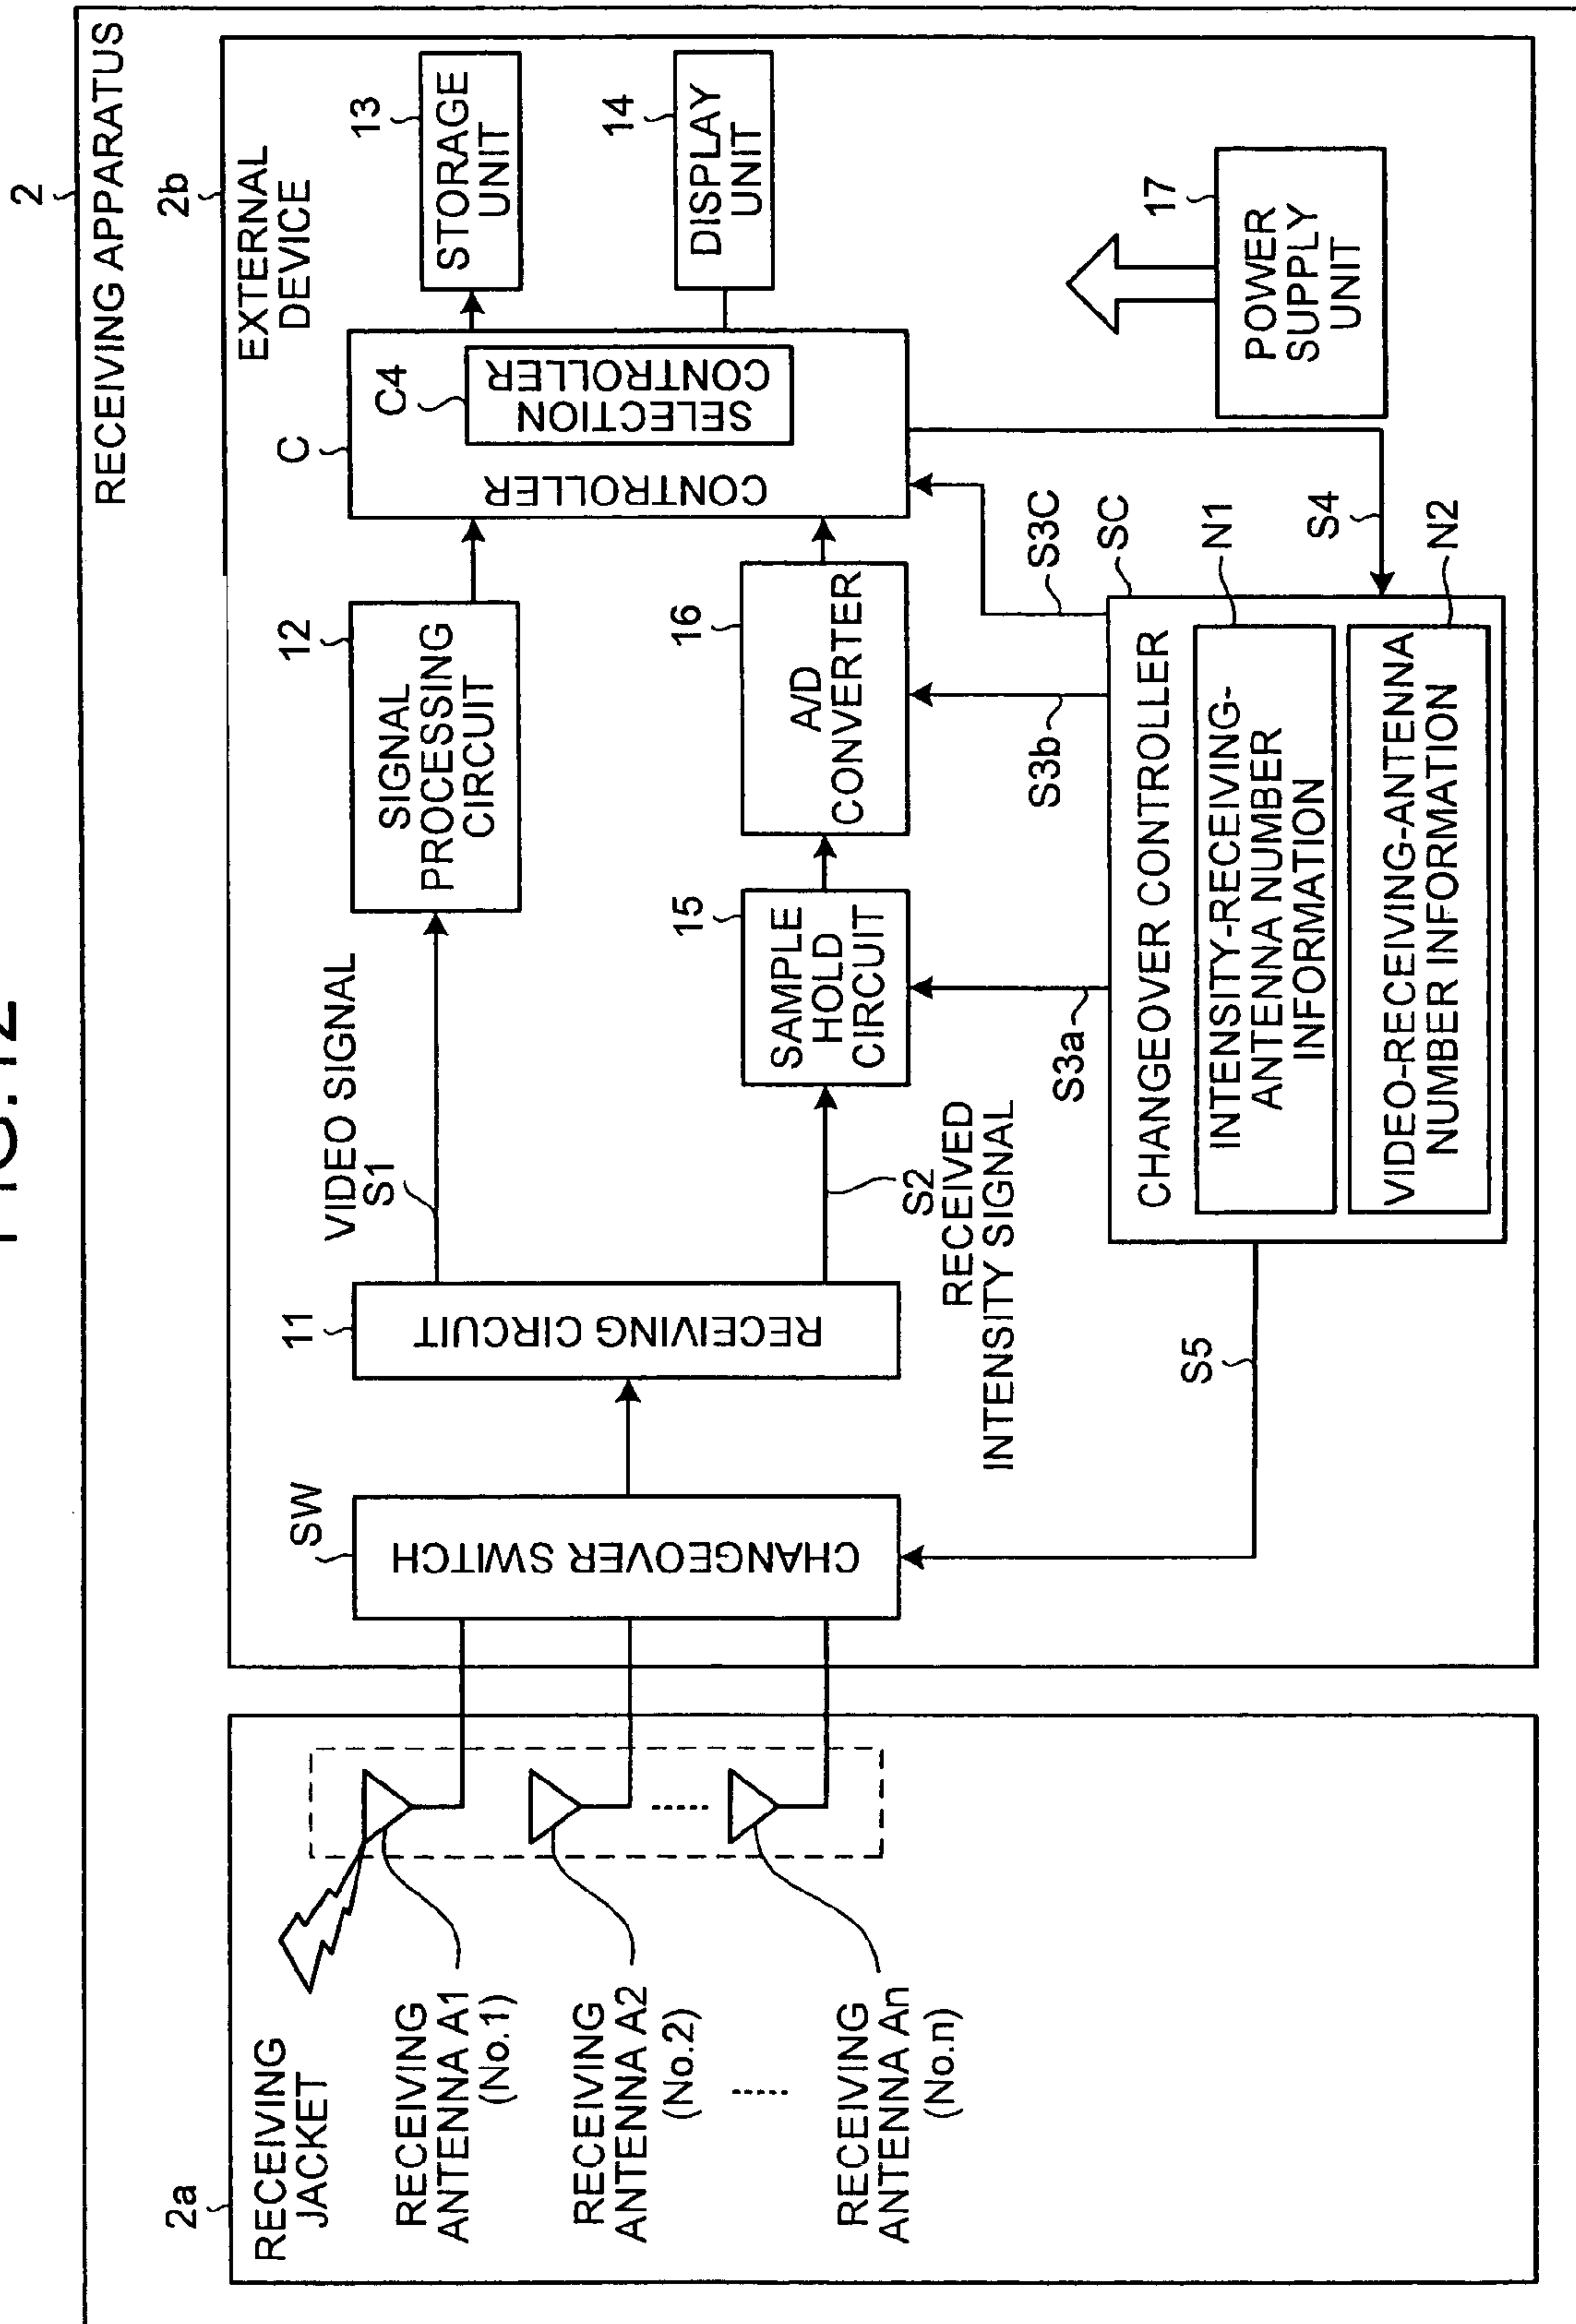 FIG.12
2
RECEIVING APPARATUS
2a
RECEIVING
JACKET
RECEIVING
ANTENNA A1
(No.1)
RECEIVING
ANTENNA A2
(No.2)
RECEIVING
ANTENNA An
(No.n)
2b
EXTERNAL
DEVICE
SW
CHANGEOVER SWITCH
11
RECEIVING CIRCUIT
VIDEO SIGNAL
S1
S2
RECEIVED
INTENSITY SIGNAL
12
SIGNAL
PROCESSING
CIRCUIT
15
SAMPLE
HOLD
CIRCUIT
16
A/D
CONVERTER
C
CONTROLLER
C4
SELECTION
CONTROLLER
13
STORAGE
UNIT
14
DISPLAY
UNIT
S3a
S3b
S3C
SC
CHANGEOVER CONTROLLER
N1
INTENSITY-RECEIVING-
ANTENNA NUMBER
INFORMATION
N2
VIDEO-RECEIVING-ANTENNA
NUMBER INFORMATION
S4
S5
17
POWER
SUPPLY
UNIT